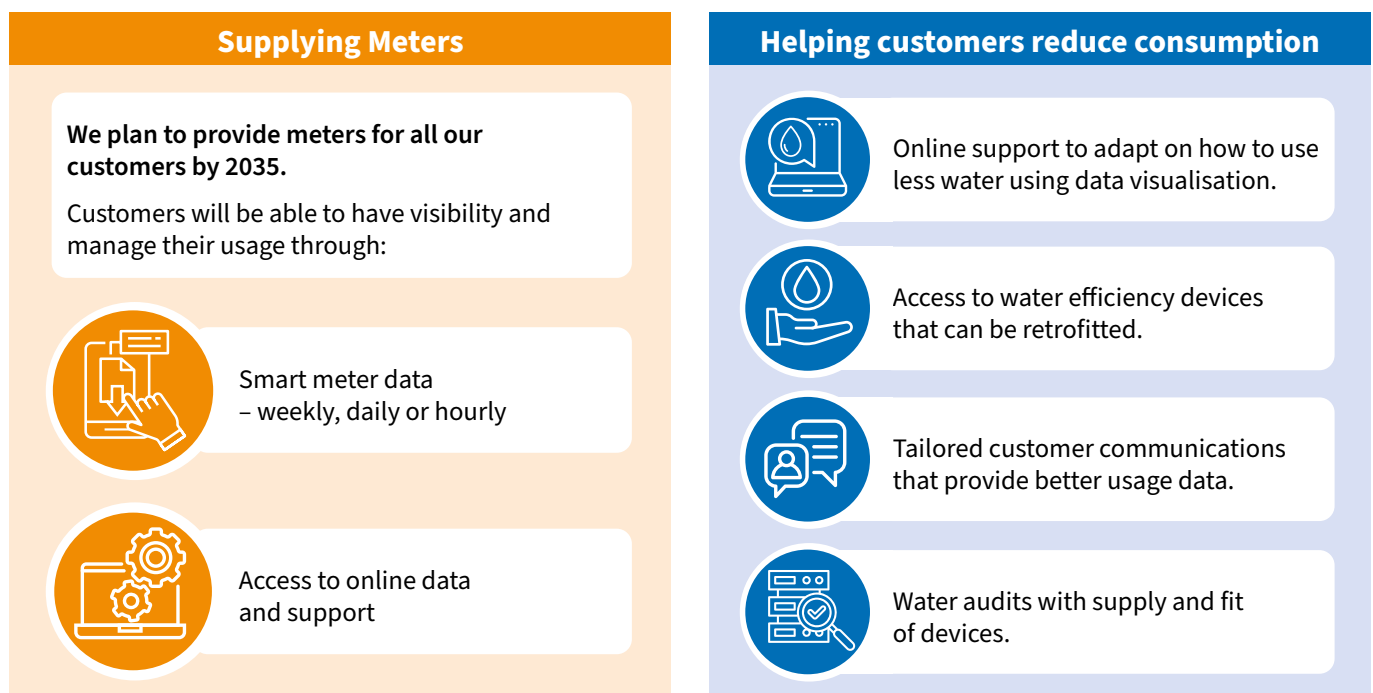 Supplying Meters
We plan to provide meters for all our
customers by 2035.
Customers will be able to have visibility and
manage their usage through:
Smart meter data
– weekly, daily or hourly
Access to online data
and support
Helping customers reduce consumption
Online support to adapt on how to use
less water using data visualisation.
Access to water efficiency devices
that can be retrofitted.
Tailored customer communications
that provide better usage data.
Water audits with supply and fit
of devices.